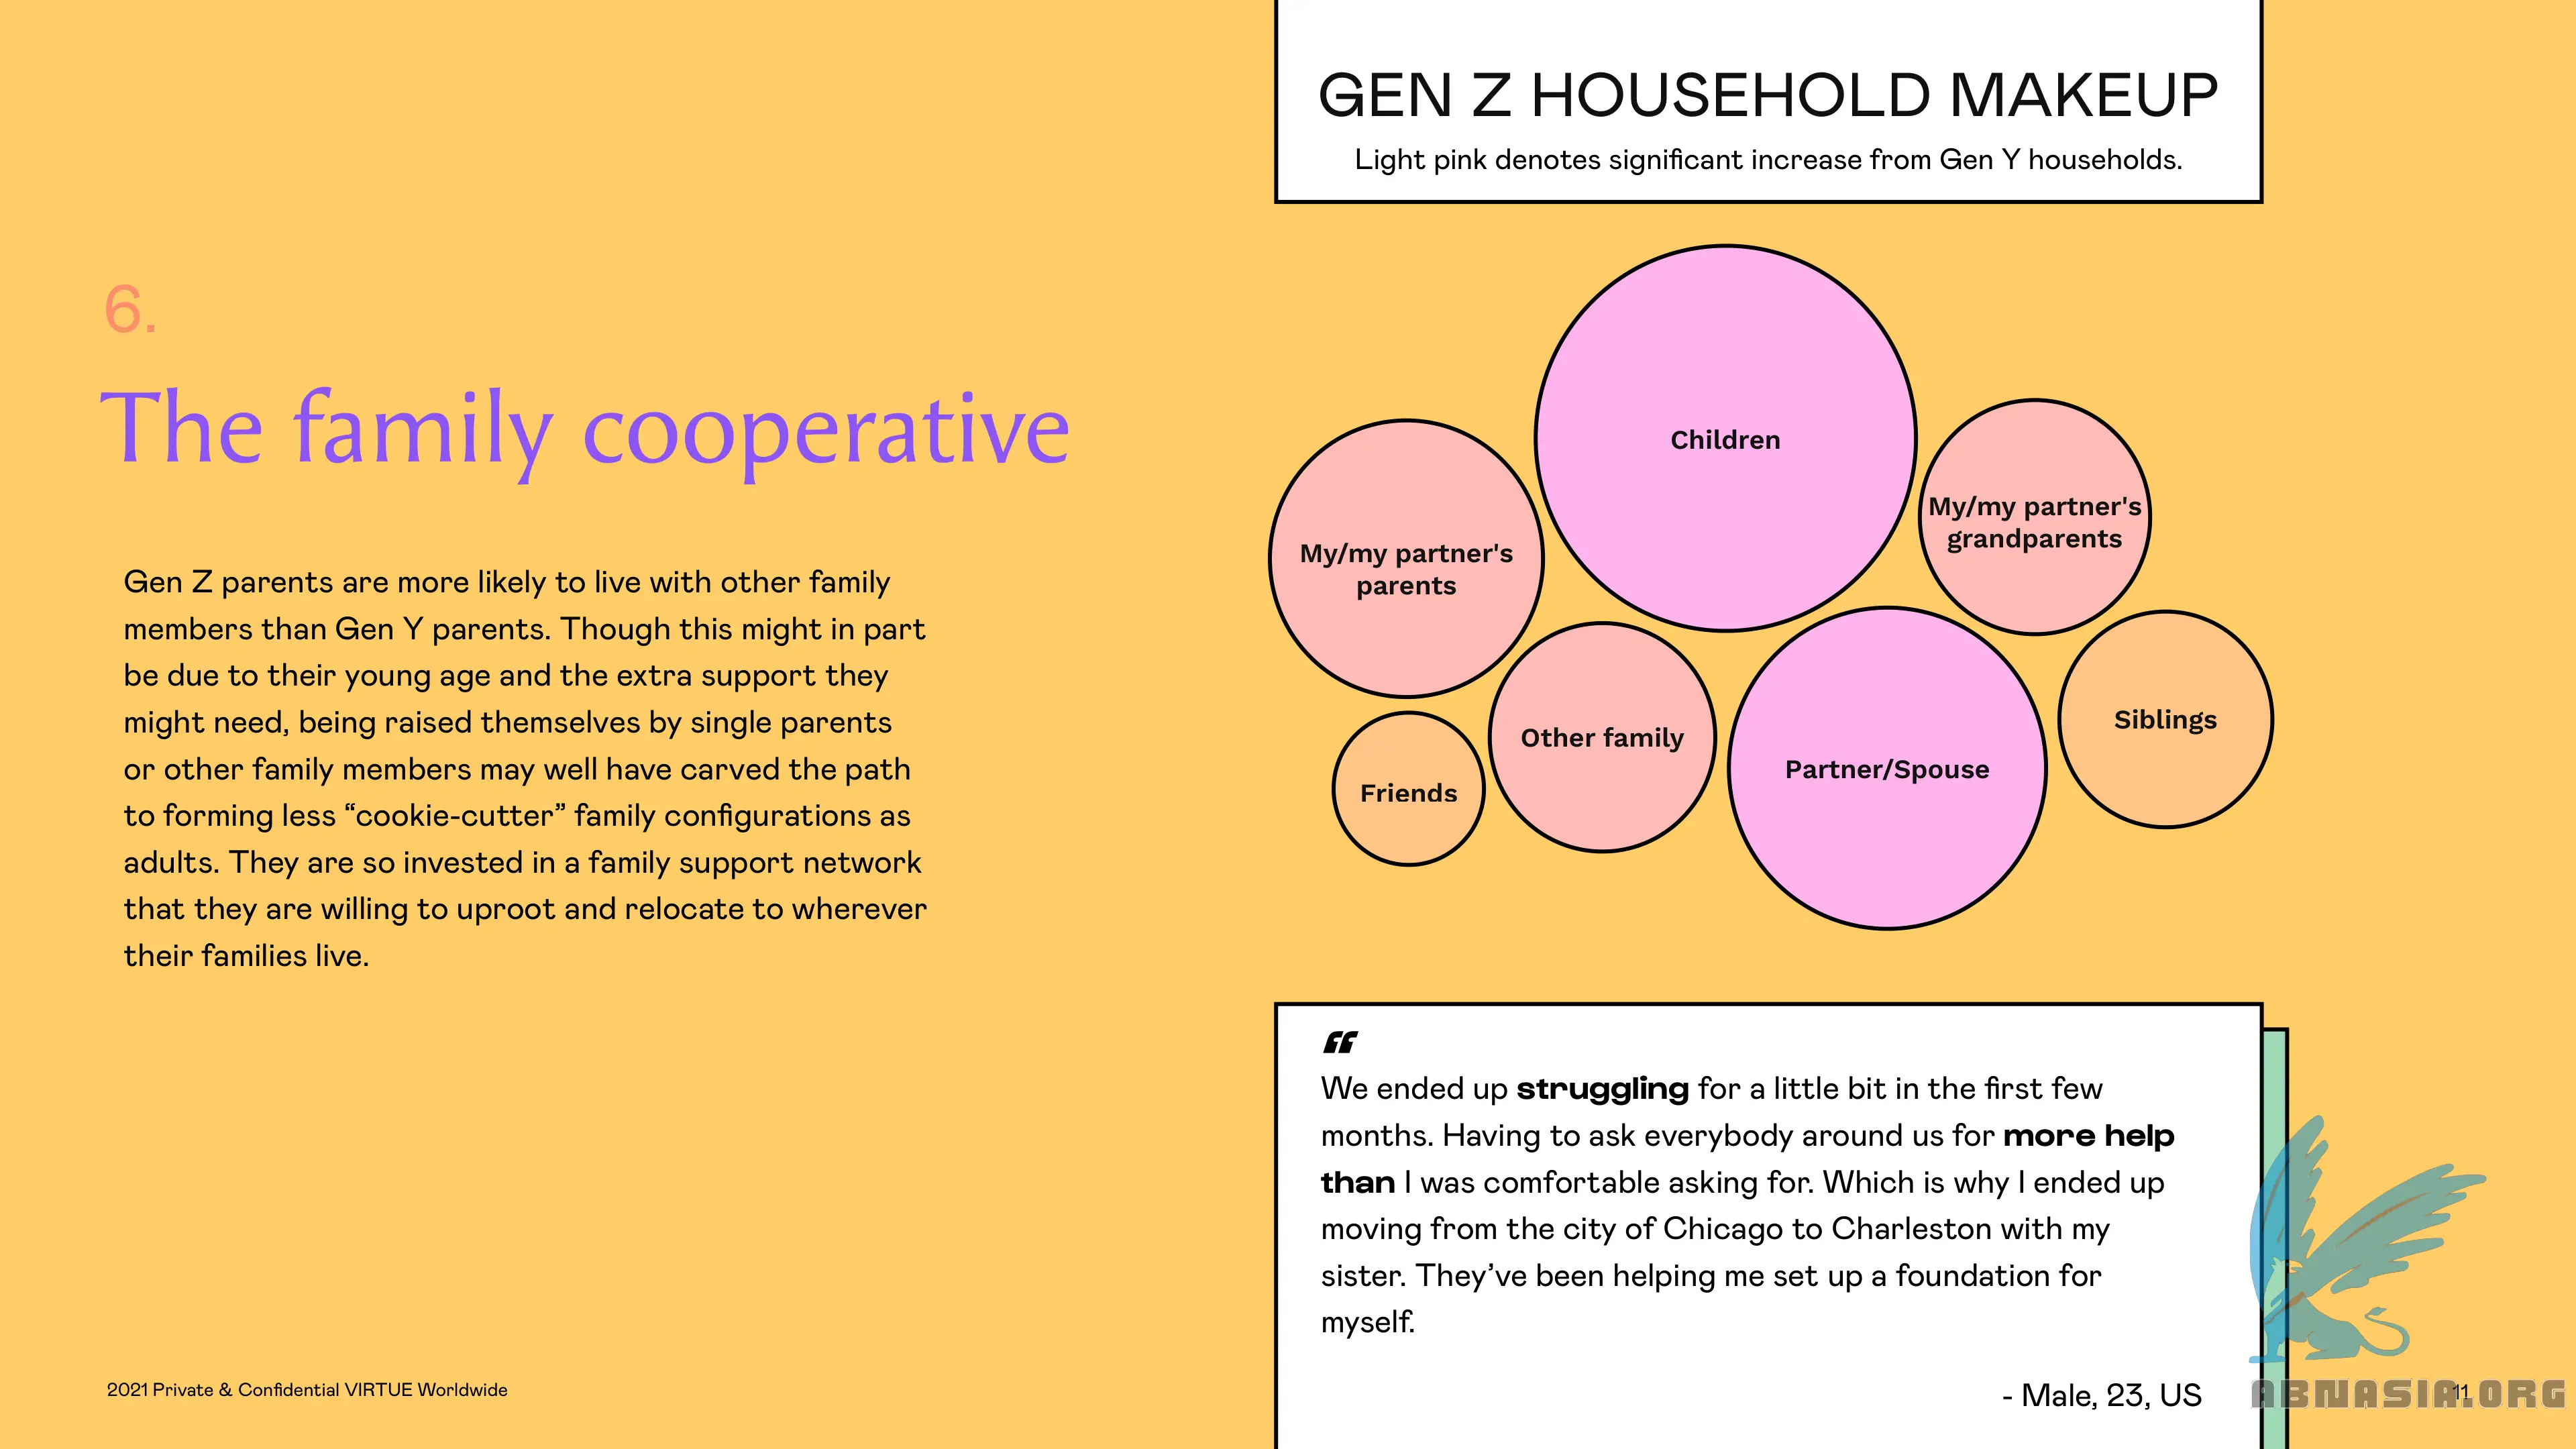 6.
The family cooperative
Gen Z parents are more likely to live with other family
members than Gen Y parents. Though this might in part
be due to their young age and the extra support they
might need, being raised themselves by single parents
or other family members may well have carved the path
to forming less “cookie-cutter” family configurations as
adults. They are so invested in a family support network
that they are willing to uproot and relocate to wherever
their families live.
2021 Private & Confidential VIRTUE Worldwide
GEN Z HOUSEHOLD MAKEUP
Light pink denotes significant increase from Gen Y households.
Children
My/my partner's
grandparents
My/my partner's
parents
Siblings
Other family
Partner/Spouse
Friends
“
We ended up struggling for a little bit in the first few
months. Having to ask everybody around us for more help
than I was comfortable asking for. Which is why I ended up
moving from the city of Chicago to Charleston with my
sister. They’ve been helping me set up a foundation for
myself.
- Male, 23, US
11
ABNASIA.ORG